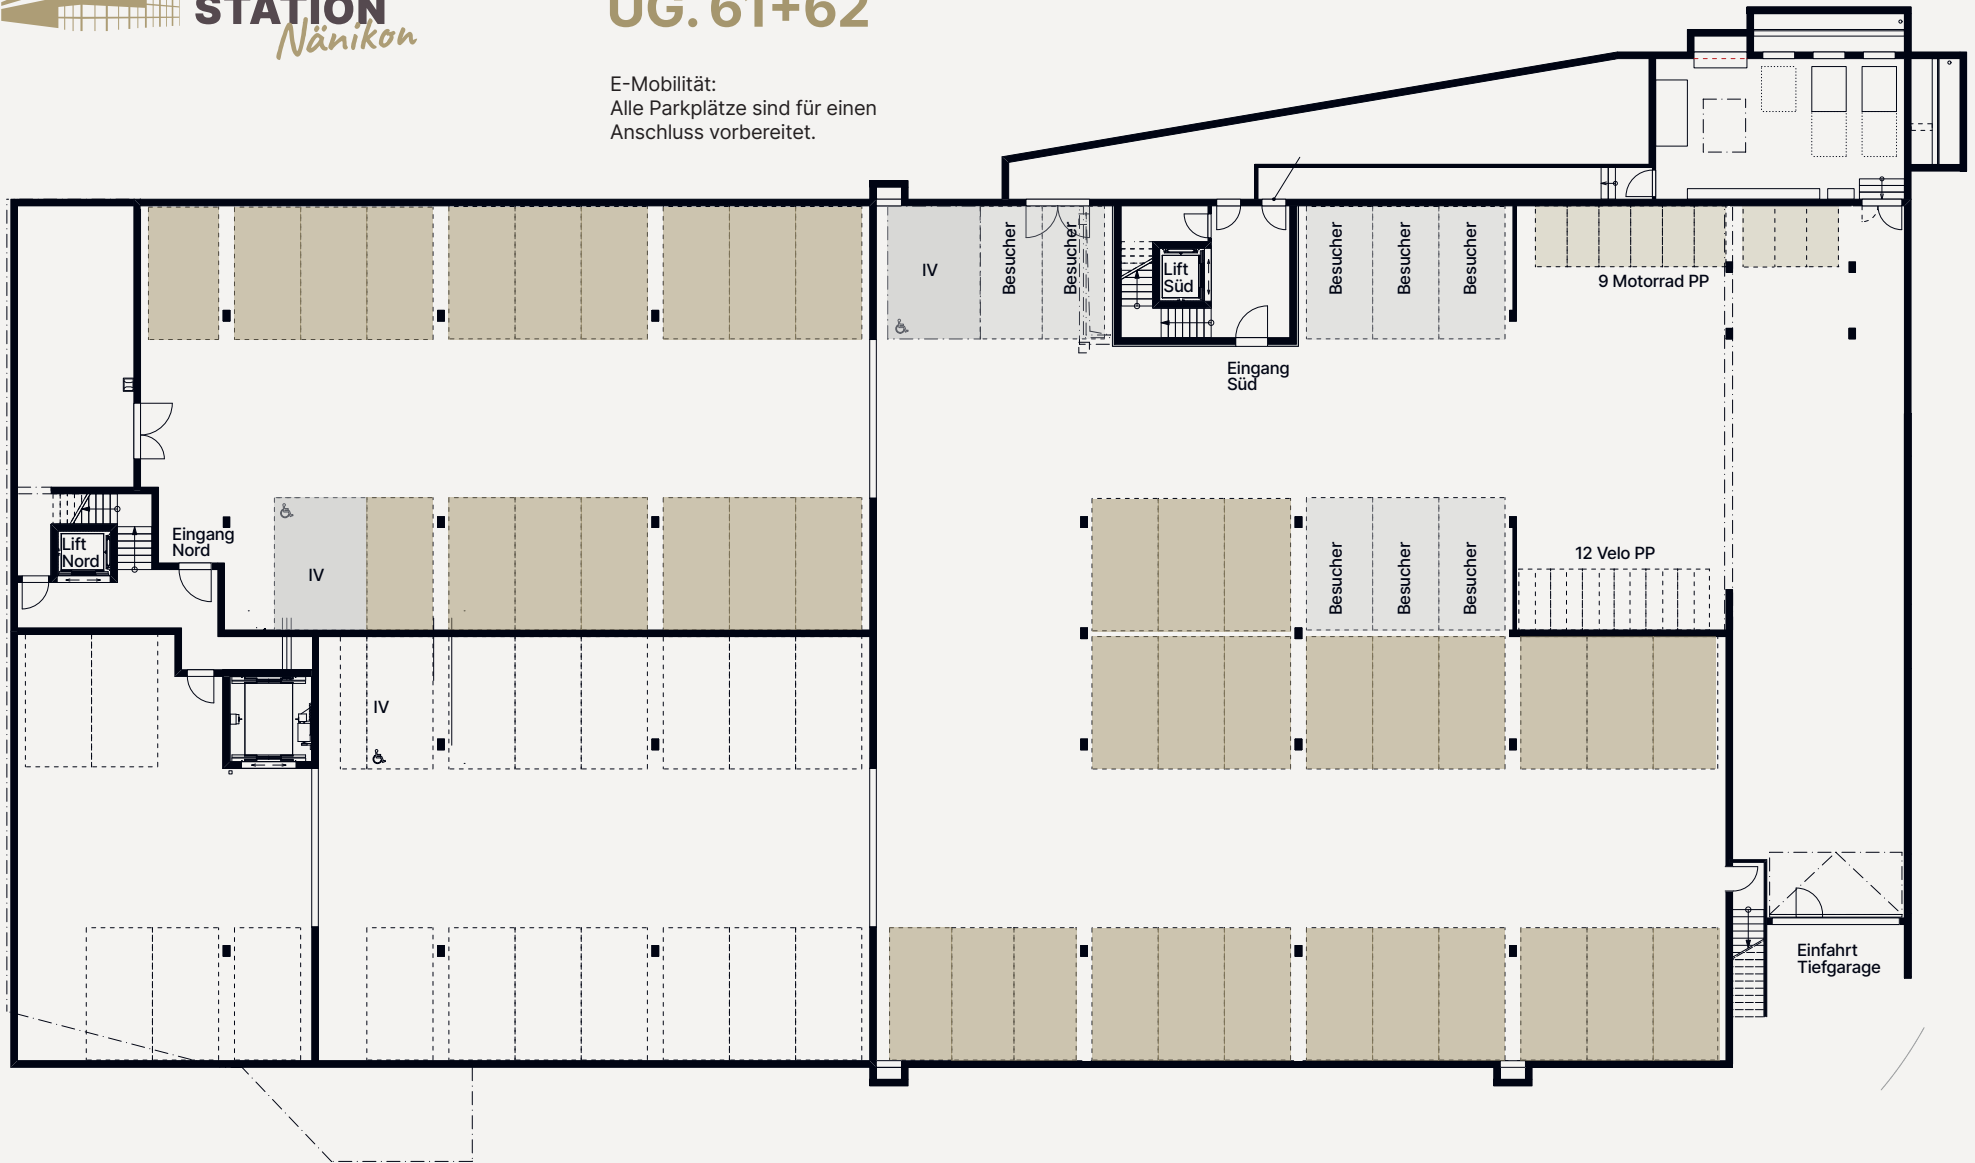 STATION
Nänikon
UG. 61+62
E-Mobilität:
Alle Parkplätze sind für einen
Anschluss vorbereitet.
IV
Besucher
Besucher
Lift
Süd
Besucher
Besucher
Besucher
9 Motorrad PP
Eingang
Süd
Lift
Nord
Eingang
Nord
IV
Besucher
Besucher
Besucher
12 Velo PP
IV
Einfahrt
Tiefgarage